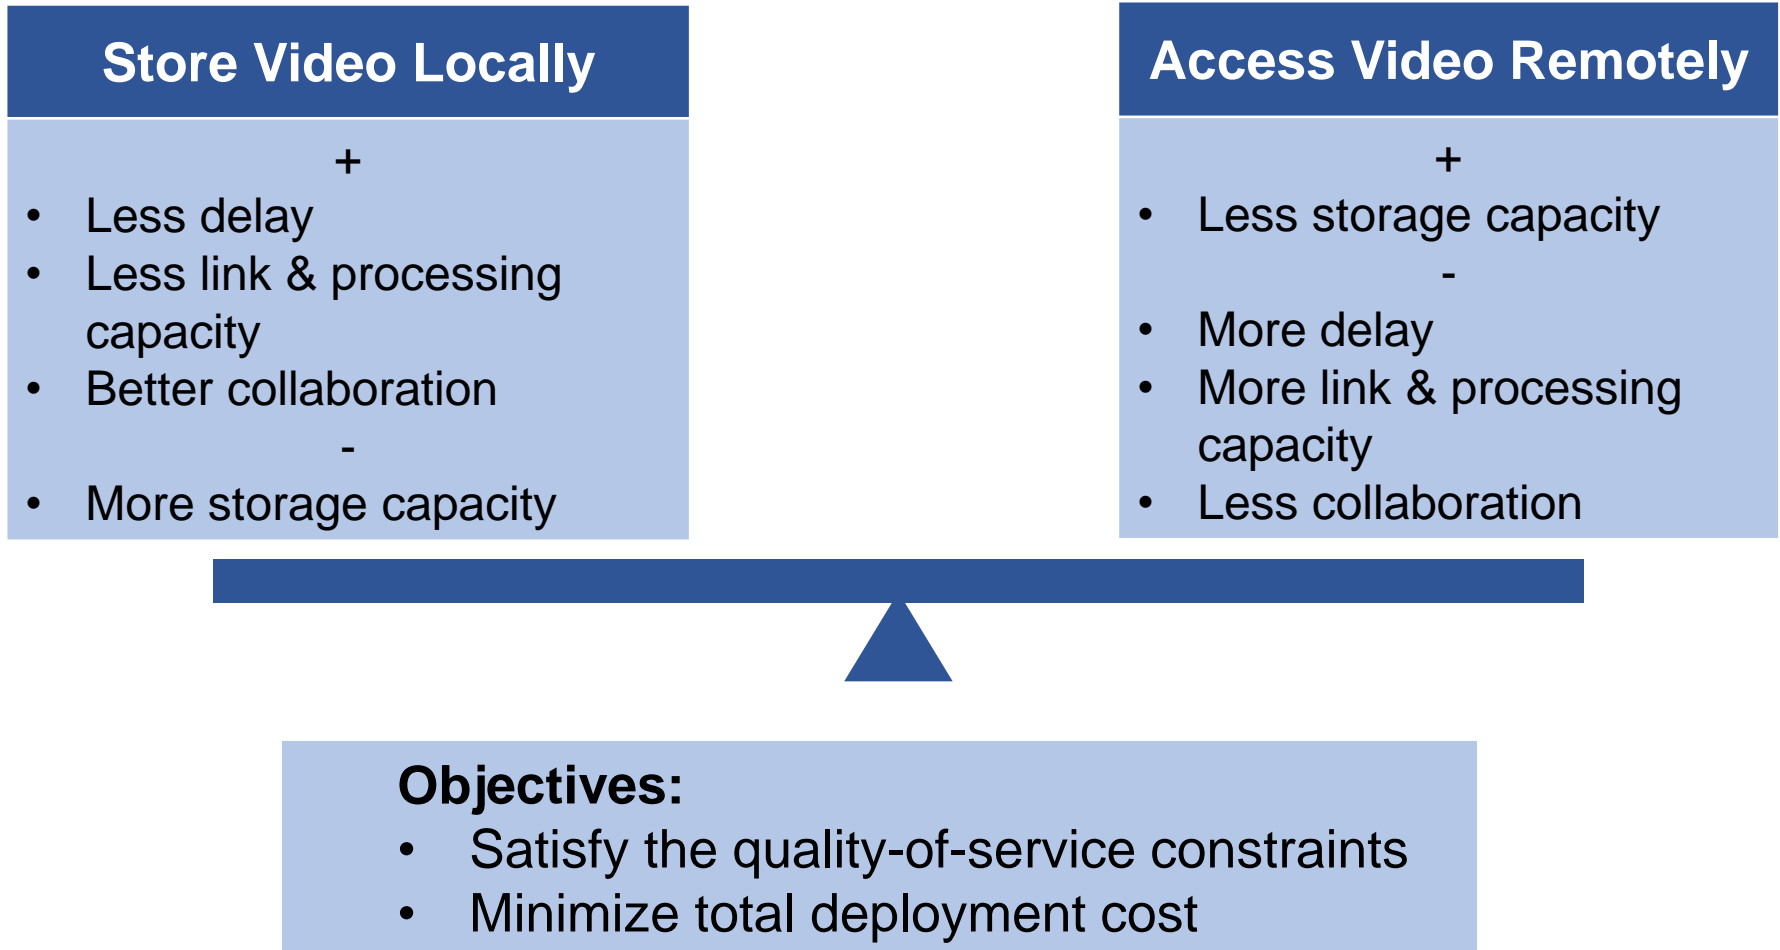 Store Video Locally
+
• Less delay
• Less link & processing
capacity
• Better collaboration
-
• More storage capacity
Access Video Remotely
+
• Less storage capacity
-
• More delay
• More link & processing
capacity
• Less collaboration
Objectives:
• Satisfy the quality-of-service constraints
• Minimize total deployment cost